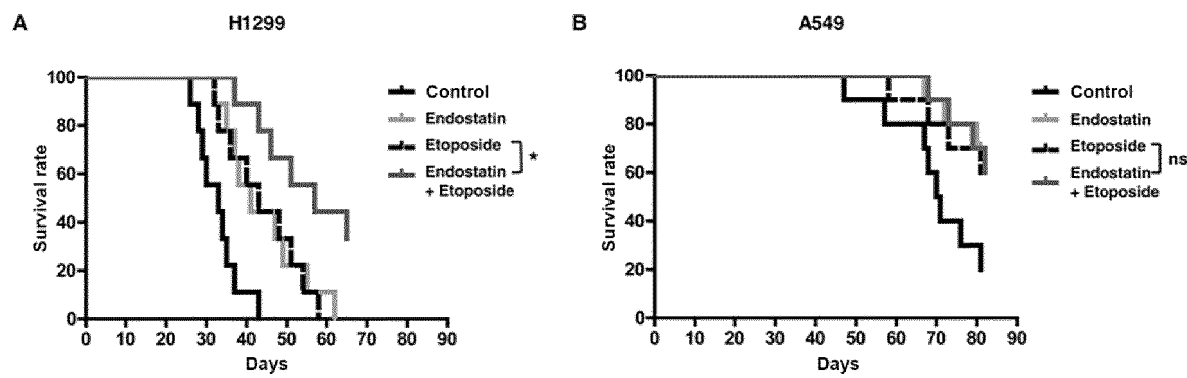 A
H1299
Survival rate
100
80
60
40
20
0
0 10 20 30 40 50 60 70 80 90
Days
Control
Endostatin
Etoposide
Endostatin
+ Etoposide
*
B
A549
Survival rate
100
80
60
40
20
0
0 10 20 30 40 50 60 70 80 90
Days
Control
Endostatin
Etoposide
Endostatin
+ Etoposide
ns